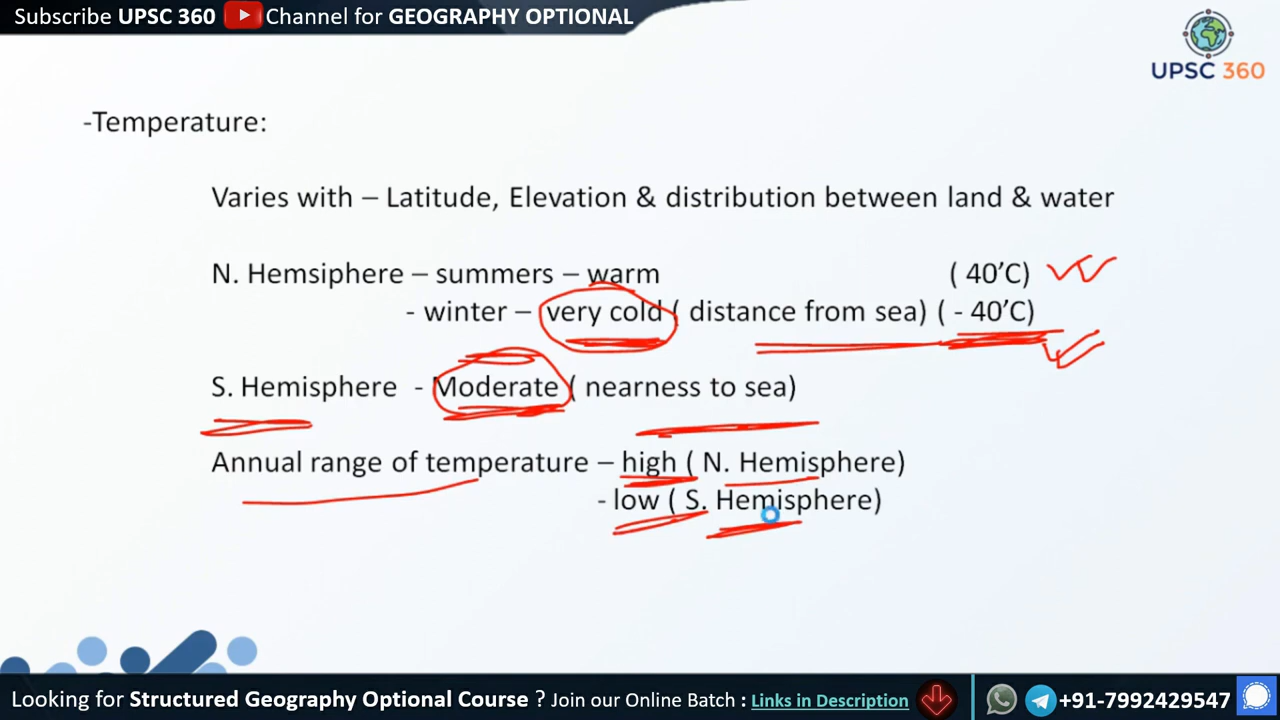 Subscribe UPSC 360 Channel for GEOGRAPHY OPTIONAL
UPSC 360
-Temperature:
Varies with – Latitude, Elevation & distribution between land & water
N. Hemsiphere – summers – warm ( 40’C)
- winter – very cold ( distance from sea) ( - 40’C)
S. Hemisphere - Moderate ( nearness to sea)
Annual range of temperature – high ( N. Hemisphere)
- low ( S. Hemisphere)
Looking for Structured Geography Optional Course ? Join our Online Batch : Links in Description +91-7992429547